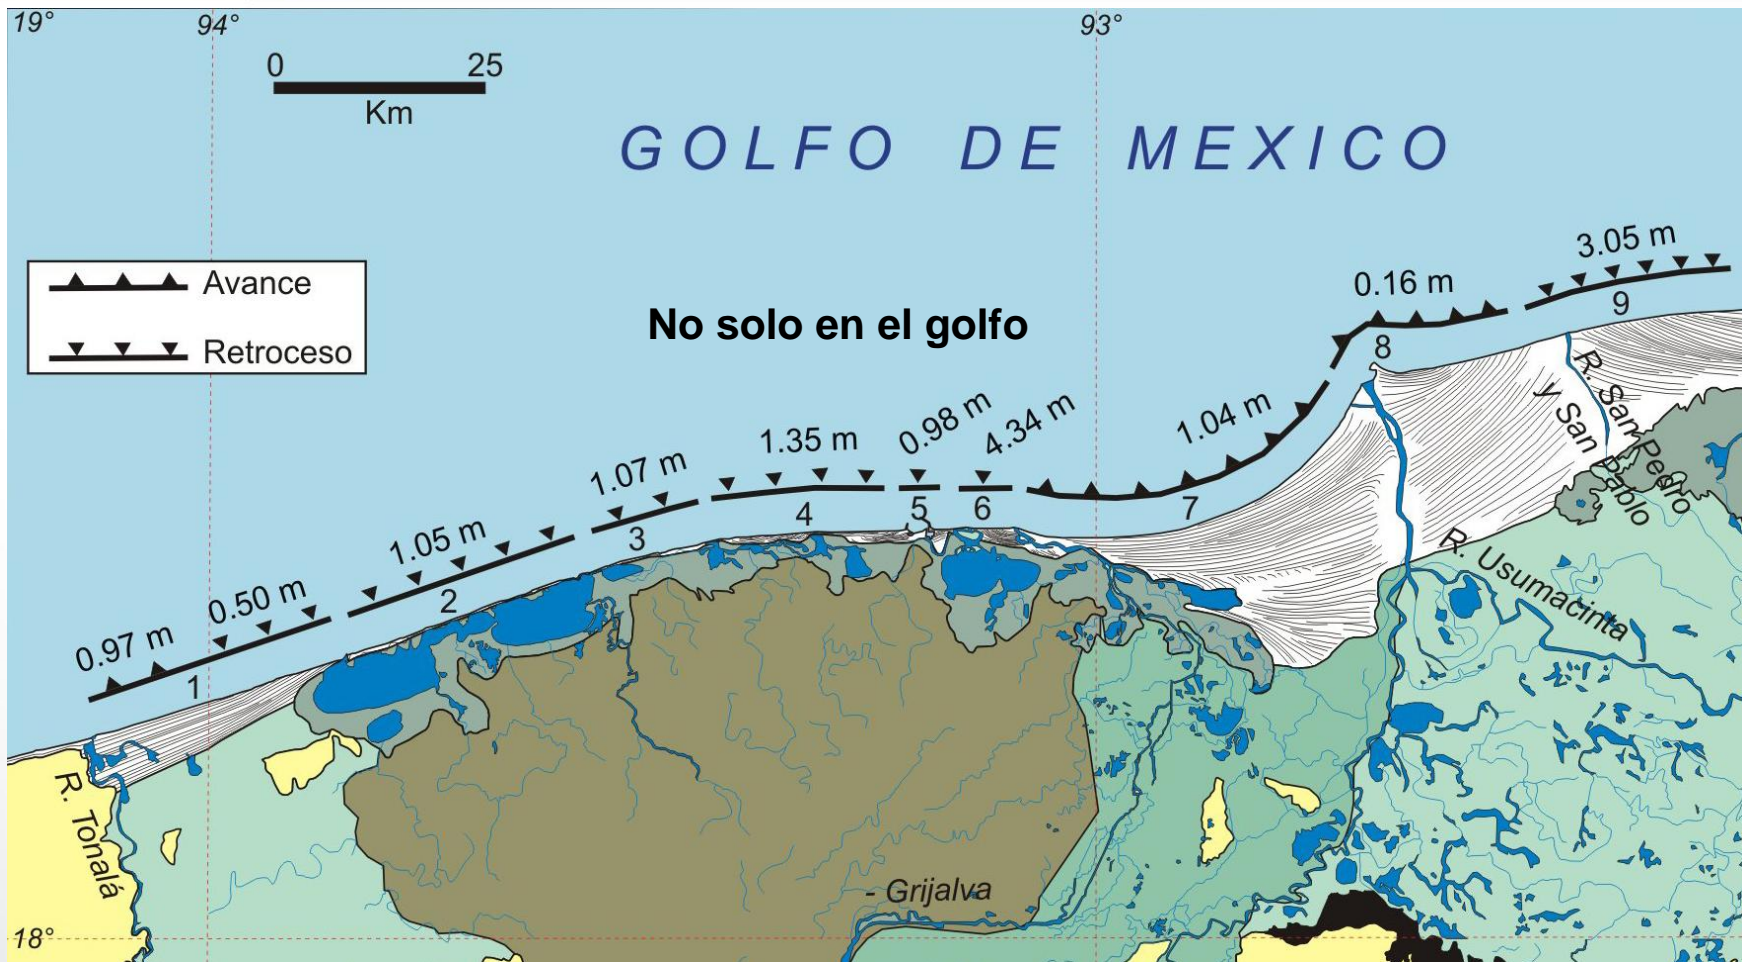 19°
94°
93°
0 25
Km
GOLFO DE MEXICO
Avance
Retroceso
No solo en el golfo
0.97 m
0.50 m
1.05 m
1.07 m
1.35 m
0.98 m
4.34 m
1.04 m
0.16 m
3.05 m
1
2
3
4
5
6
7
8
9
R. San Pedro
y San Pablo
R. Usumacinta
R. Tonalá
- Grijalva
18°